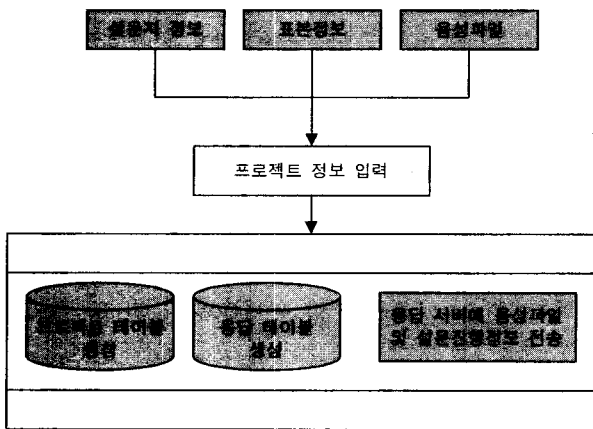 설문지 정보
표본정보
음성파일
프로젝트 정보 입력
프로젝트 테이블
생성
응답 테이블
생성
응답 서버에 음성파일
및 설문진행정보 전송